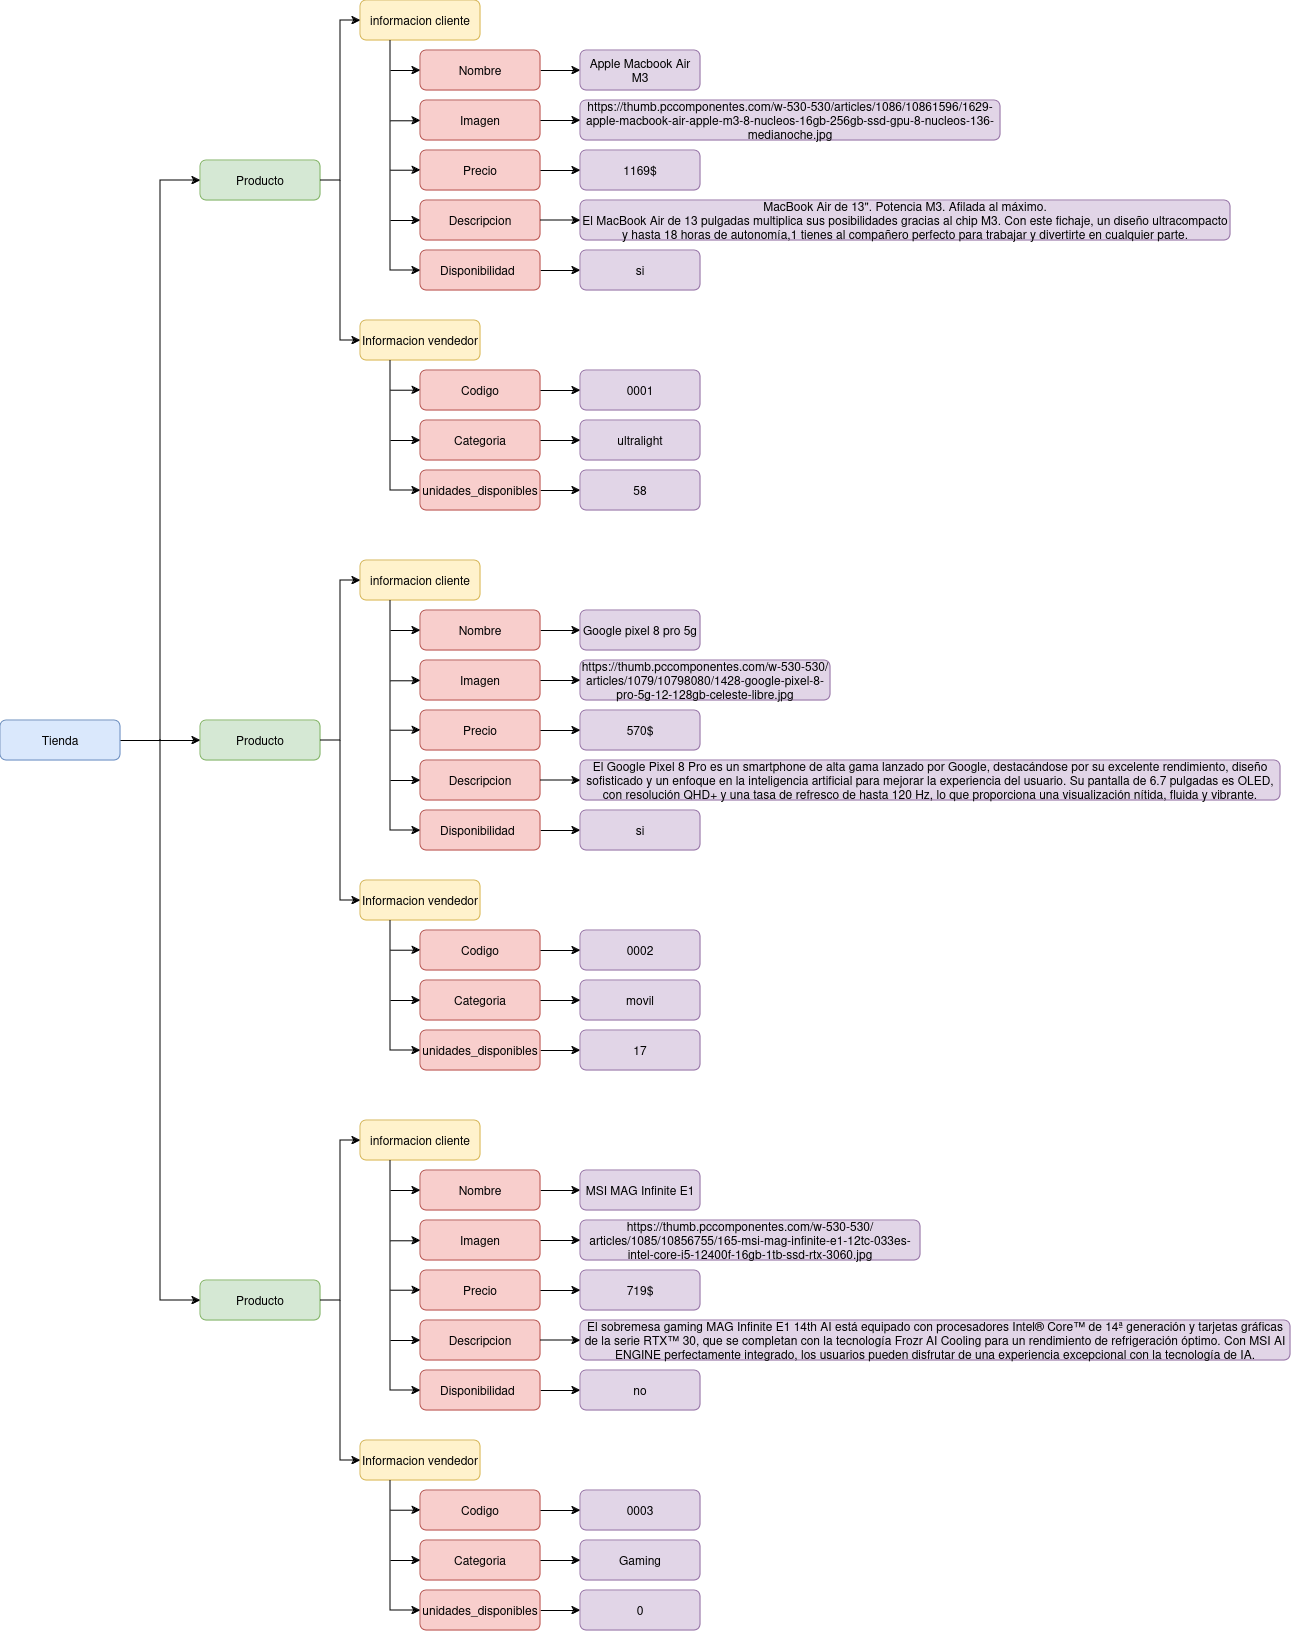 informacion cliente
Nombre
Apple Macbook Air
M3
Imagen
https://thumb.pccomponentes.com/w-530-530/articles/1086/10861596/1629-
apple-macbook-air-apple-m3-8-nucleos-16gb-256gb-ssd-gpu-8-nucleos-136-
medianoche.jpg
Precio
1169$
Producto
Descripcion
MacBook Air de 13". Potencia M3. Afilada al máximo.
El MacBook Air de 13 pulgadas multiplica sus posibilidades gracias al chip M3. Con este fichaje, un diseño ultracompacto
y hasta 18 horas de autonomía,1 tienes al compañero perfecto para trabajar y divertirte en cualquier parte.
Disponibilidad
si
Informacion vendedor
Codigo
0001
Categoria
ultralight
unidades_disponibles
58
informacion cliente
Nombre
Google pixel 8 pro 5g
Imagen
https://thumb.pccomponentes.com/w-530-530/
articles/1079/10798080/1428-google-pixel-8-
pro-5g-12-128gb-celeste-libre.jpg
Precio
570$
Tienda
Producto
Descripcion
El Google Pixel 8 Pro es un smartphone de alta gama lanzado por Google, destacándose por su excelente rendimiento, diseño
sofisticado y un enfoque en la inteligencia artificial para mejorar la experiencia del usuario. Su pantalla de 6.7 pulgadas es OLED,
con resolución QHD+ y una tasa de refresco de hasta 120 Hz, lo que proporciona una visualización nítida, fluida y vibrante.
Disponibilidad
si
Informacion vendedor
Codigo
0002
Categoria
movil
unidades_disponibles
17
informacion cliente
Nombre
MSI MAG Infinite E1
Imagen
https://thumb.pccomponentes.com/w-530-530/
articles/1085/10856755/165-msi-mag-infinite-e1-12tc-033es-
intel-core-i5-12400f-16gb-1tb-ssd-rtx-3060.jpg
Precio
719$
Producto
Descripcion
El sobremesa gaming MAG Infinite E1 14th AI está equipado con procesadores Intel® Core™ de 14ª generación y tarjetas gráficas
de la serie RTX™ 30, que se completan con la tecnología Frozr AI Cooling para un rendimiento de refrigeración óptimo. Con MSI AI
ENGINE perfectamente integrado, los usuarios pueden disfrutar de una experiencia excepcional con la tecnología de IA.
Disponibilidad
no
Informacion vendedor
Codigo
0003
Categoria
Gaming
unidades_disponibles
0